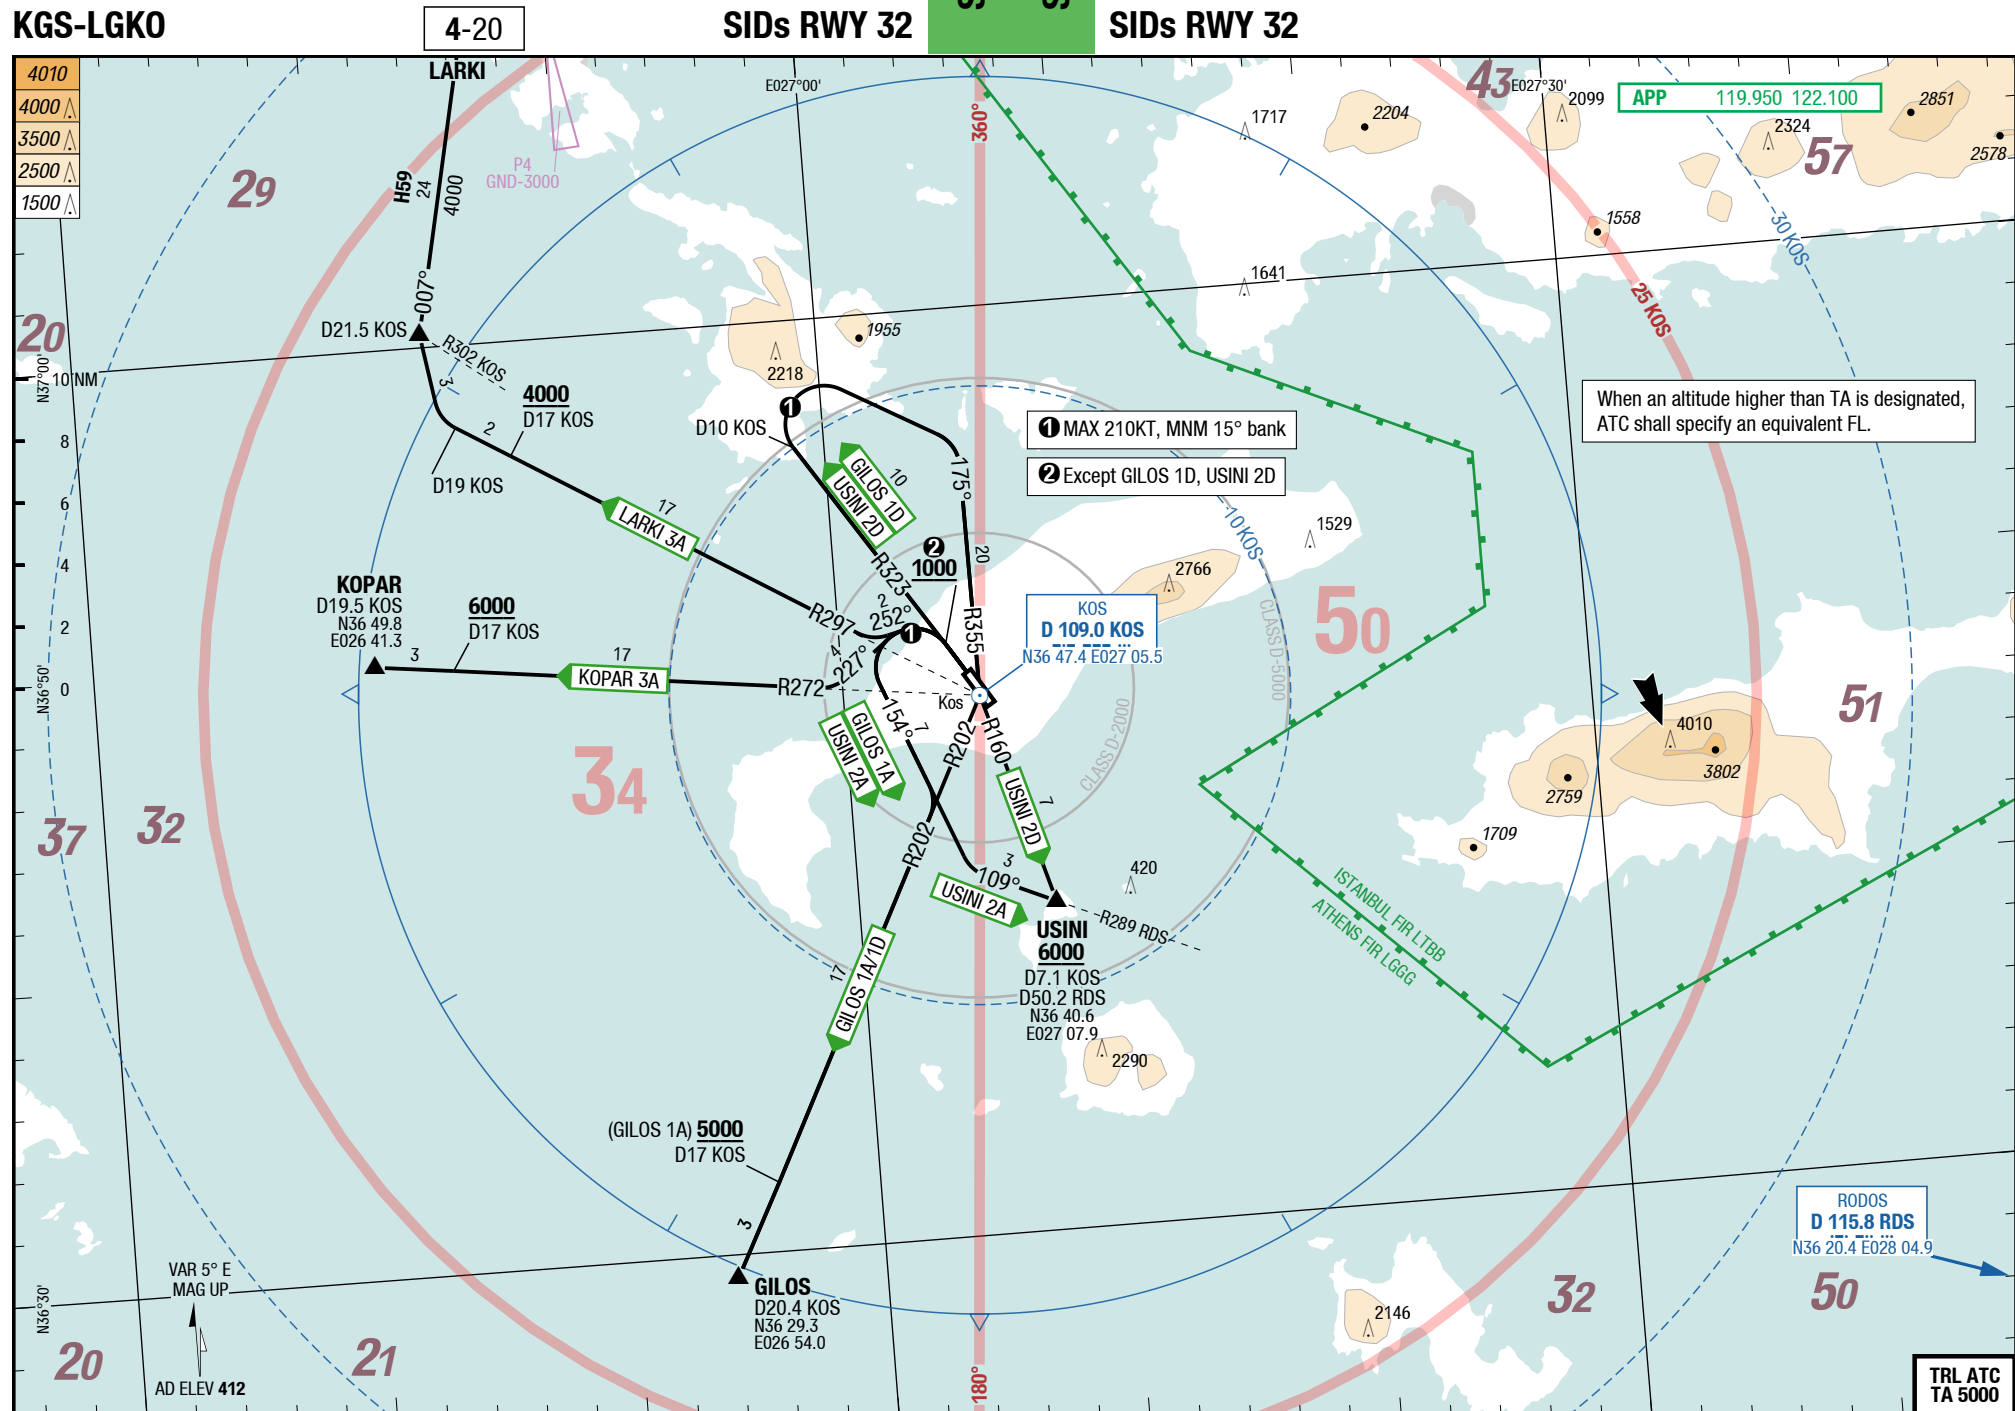 KGS-LGKO
4-20
SIDs RWY 32
SIDs RWY 32
4010
4000
3500
2500
1500
LARKI
H59
24
4000
007°
P4
GND-3000
E027°00'
360°
1717
2204
43
E027°30'
2099
APP 119.950 122.100
2324
2851
2578
57
29
1558
30 KOS
1641
25 KOS
20
D21.5 KOS
R302 KOS
3
N37°00'
10 NM
8
6
4
2
0
N36°50'
1955
2218
4000
D17 KOS
2
D19 KOS
D10 KOS
1
1 MAX 210KT, MNM 15° bank
2 Except GILOS 1D, USINI 2D
When an altitude higher than TA is designated,
ATC shall specify an equivalent FL.
GILOS 1D
USINI 2D
10
175°
20
17
LARKI 3A
R323
2
1000
1529
10 KOS
2766
KOPAR
D19.5 KOS
N36 49.8
E026 41.3
3
6000
D17 KOS
17
KOPAR 3A
R297
R272
2
252°
1
4
227°
R355
KOS
D 109.0 KOS
N36 47.4 E027 05.5
CLASS D-5000
50
Kos
154°
7
GILOS 1A
USINI 2A
R202
R160
CLASS D-2000
USINI 2D
7
34
51
4010
3802
2759
1709
37
32
R202
3
109°
USINI 2A
420
R289 RDS
USINI
6000
D7.1 KOS
D50.2 RDS
N36 40.6
E027 07.9
ISTANBUL FIR LTBB
ATHENS FIR LGGG
17
GILOS 1A/1D
2290
(GILOS 1A) 5000
D17 KOS
3
GILOS
D20.4 KOS
N36 29.3
E026 54.0
RODOS
D 115.8 RDS
N36 20.4 E028 04.9
VAR 5° E
MAG UP
N36°30'
AD ELEV 412
20
21
180°
2146
32
50
TRL ATC
TA 5000